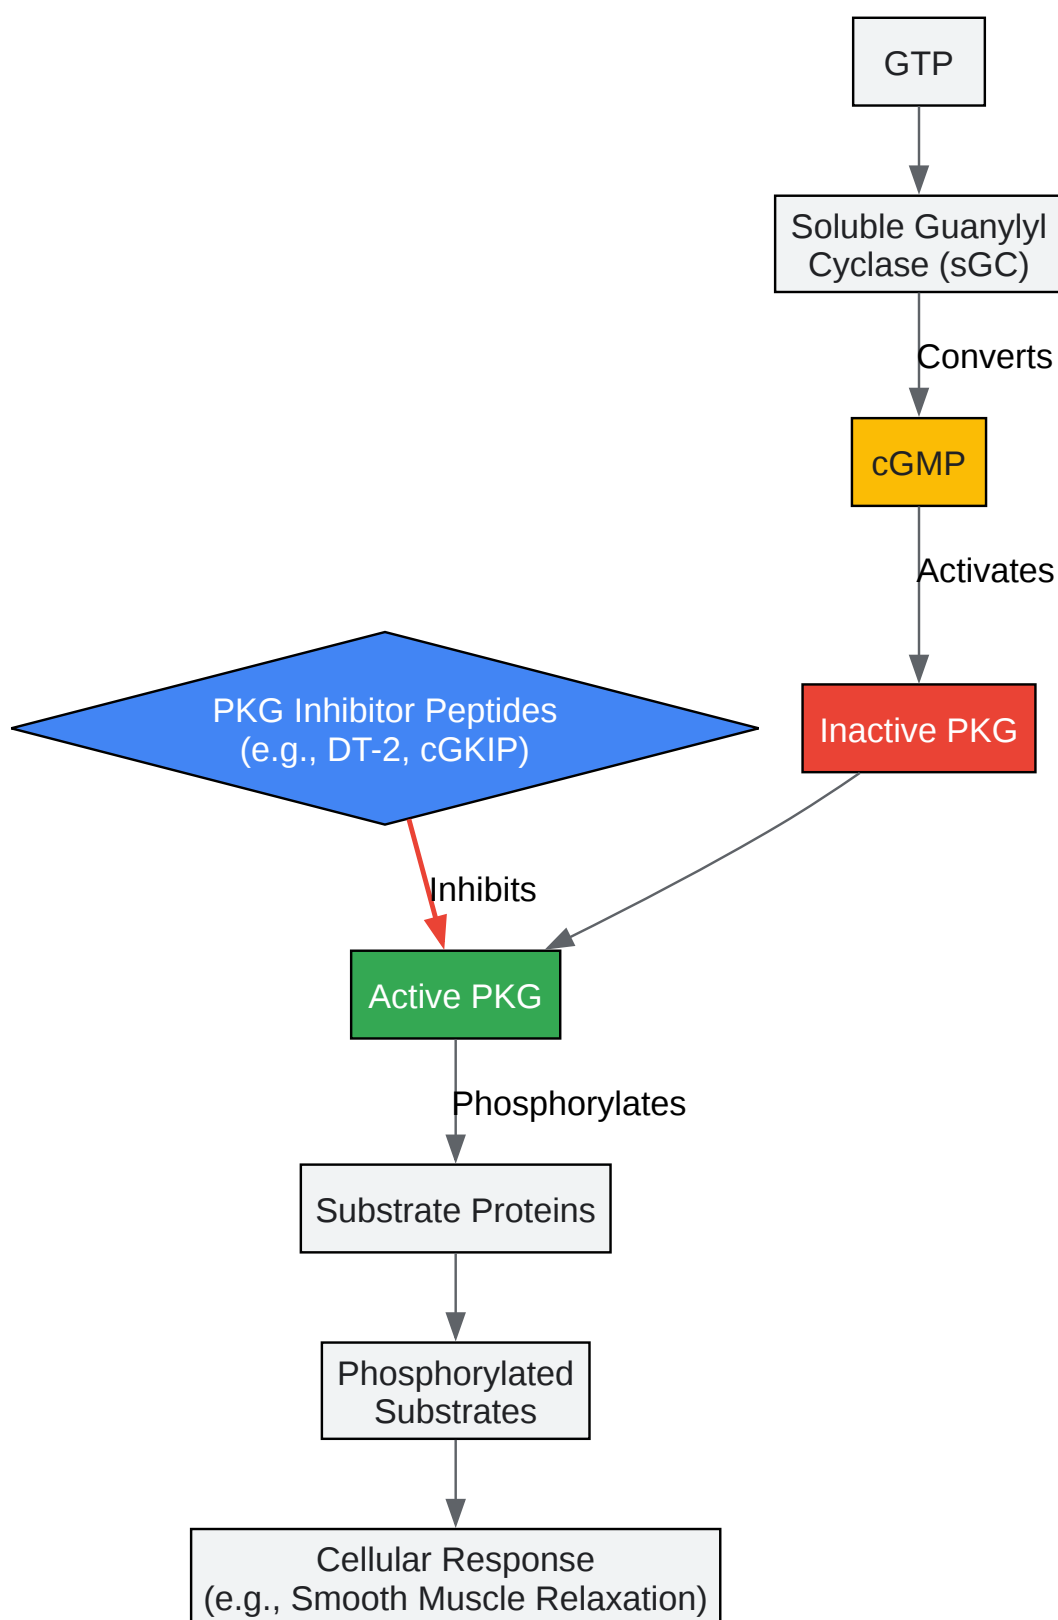 GTP
Soluble Guanylyl
Cyclase (sGC)
Converts
cGMP
Activates
PKG Inhibitor Peptides
(e.g., DT-2, cGKIP)
Inactive PKG
Inhibits
Active PKG
Phosphorylates
Substrate Proteins
Phosphorylated
Substrates
Cellular Response
(e.g., Smooth Muscle Relaxation)